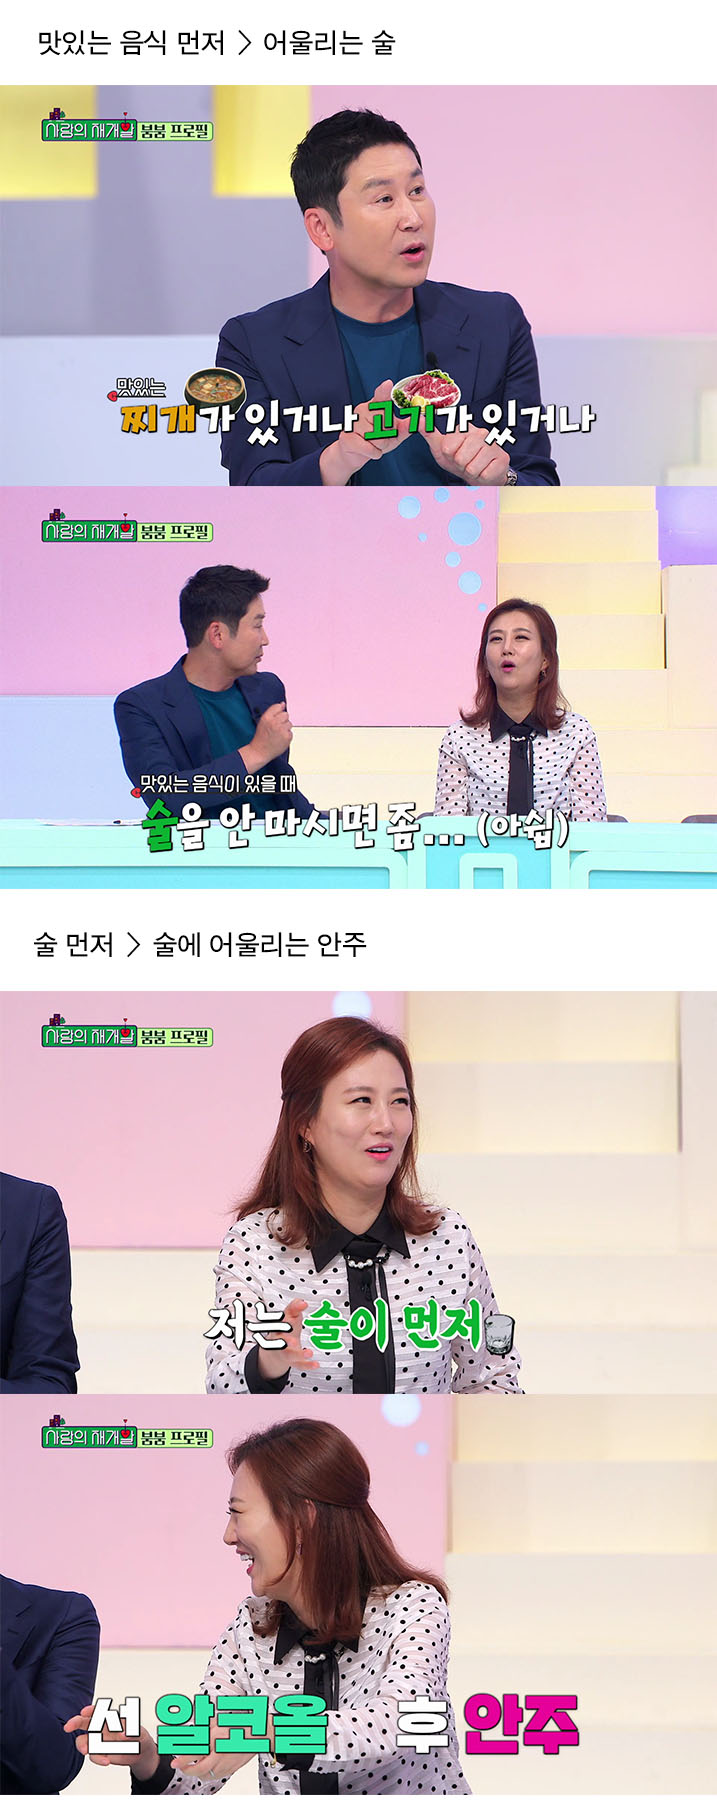 맛있는 음식 먼저 > 어울리는 술
사랑의 재개발 붐붐 프로필
맛있는
찌개가 있거나 고기가 있거나
사랑의 재개발 붐붐 프로필
맛있는 음식이 있을 때
술을 안 마시면 좀... (아쉽)
술 먼저 > 술에 어울리는 안주
사랑의 재개발 붐붐 프로필
저는 술이 먼저
사랑의 재개발 붐붐 프로필
선 알코올 후 안주